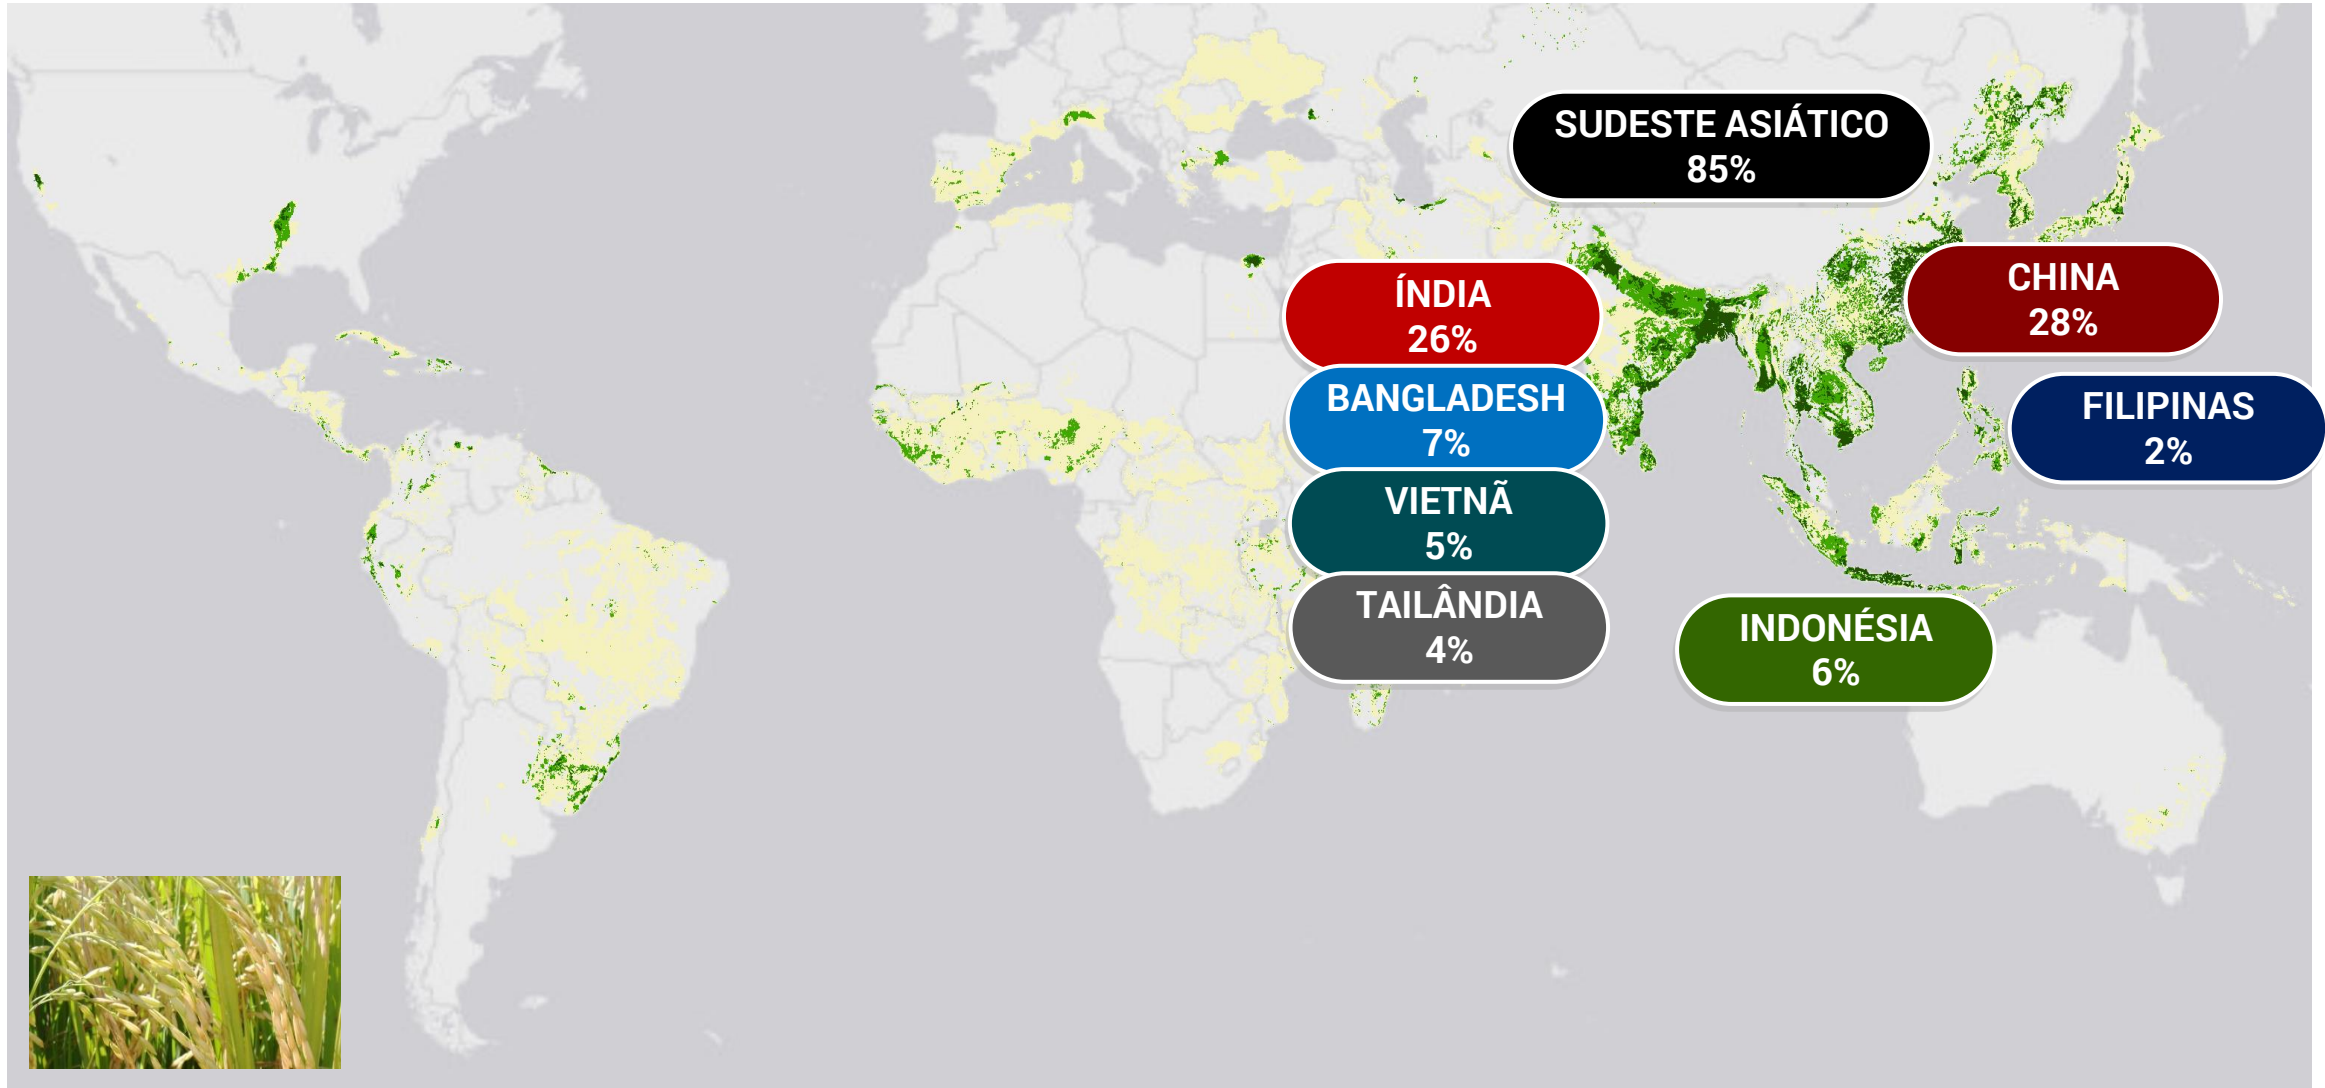 SUDESTE ASIÁTICO
85%
ÍNDIA
26%
CHINA
28%
BANGLADESH
7%
FILIPINAS
2%
VIETNÃ
5%
TAILÂNDIA
4%
INDONÉSIA
6%